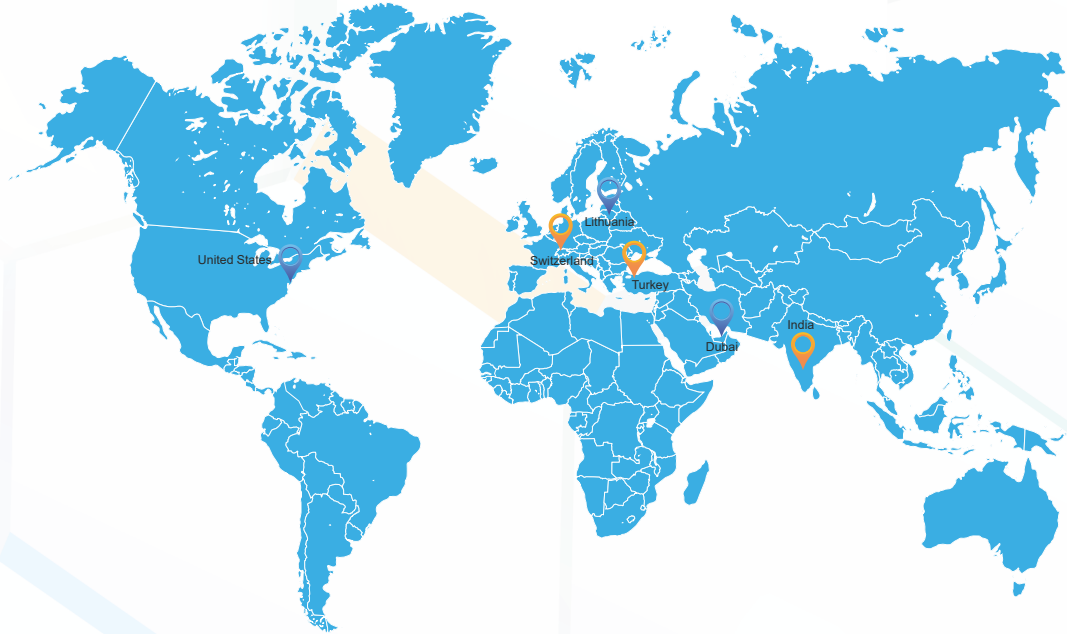 Lithuania
United States
Switzerland
Turkey
India
Dubai